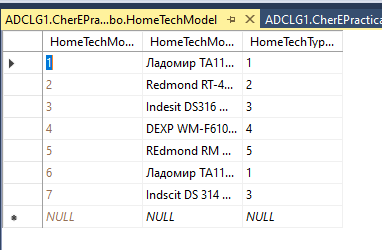 ADCLG1.CherEPra...bo.HomeTechModel ADCLG1.CherEPractica
HomeTechMo... HomeTechMo... HomeTechTyp...
1 Ладомир ТА11... 1
2 Redmond RT-4... 2
3 Indesit DS316 ... 3
4 DEXP WM-F610... 4
5 REdmond RM ... 5
6 Ладомир ТА11... 1
7 Indscit DS 314 ... 3
NULL NULL NULL